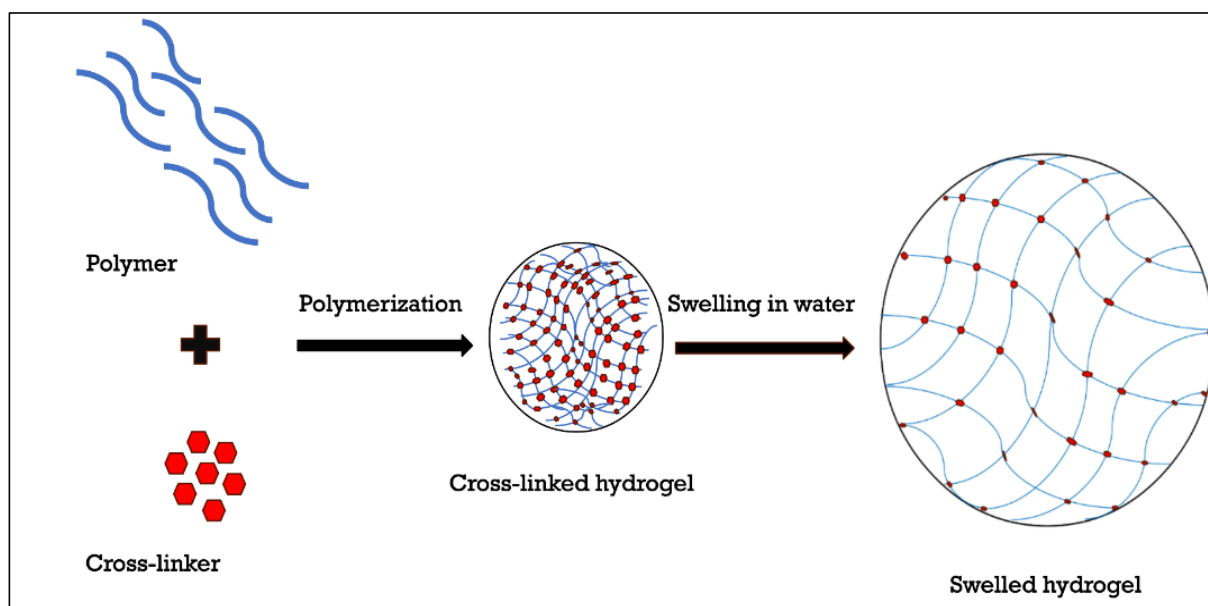 Polymer
Polymerization
Swelling in water
Cross-linked hydrogel
Cross-linker
Swelled hydrogel